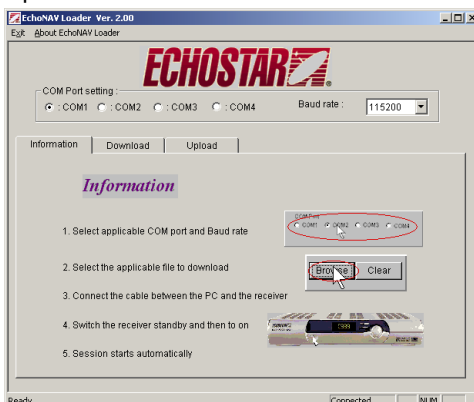 EchoNAV Loader Ver. 2.00
Exit About EchoNAV Loader
ECHOSTAR
COM Port setting :
: COM1 : COM2 : COM3 : COM4
Baud rate : 115200
Information Download Upload
Information
1. Select applicable COM port and Baud rate
COM1 COM2 COM3 COM4
2. Select the applicable file to download
Browse Clear
3. Connect the cable between the PC and the receiver
4. Switch the receiver standby and then to on
5. Session starts automatically
Ready Connected NUM